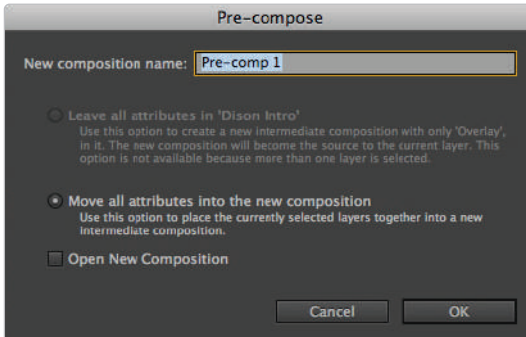 Pre-compose
New composition name: Pre-comp 1
Leave all attributes in 'Dison Intro'
Use this option to create a new intermediate composition with only 'Overlay',
in it. The new composition will become the source to the current layer. This
option is not available because more than one layer is selected.
Move all attributes into the new composition
Use this option to place the currently selected layers together into a new
intermediate composition.
Open New Composition
Cancel
OK